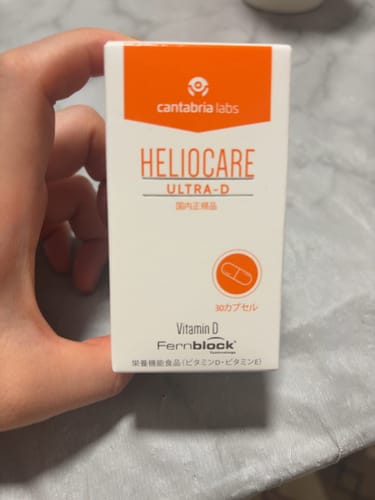 cantabria labs
HELIOCARE
ULTRA-D
国内正規品
30カプセル
Vitamin D
Fernblock®
Technology
栄養機能食品(ビタミンD・ビタミンE)